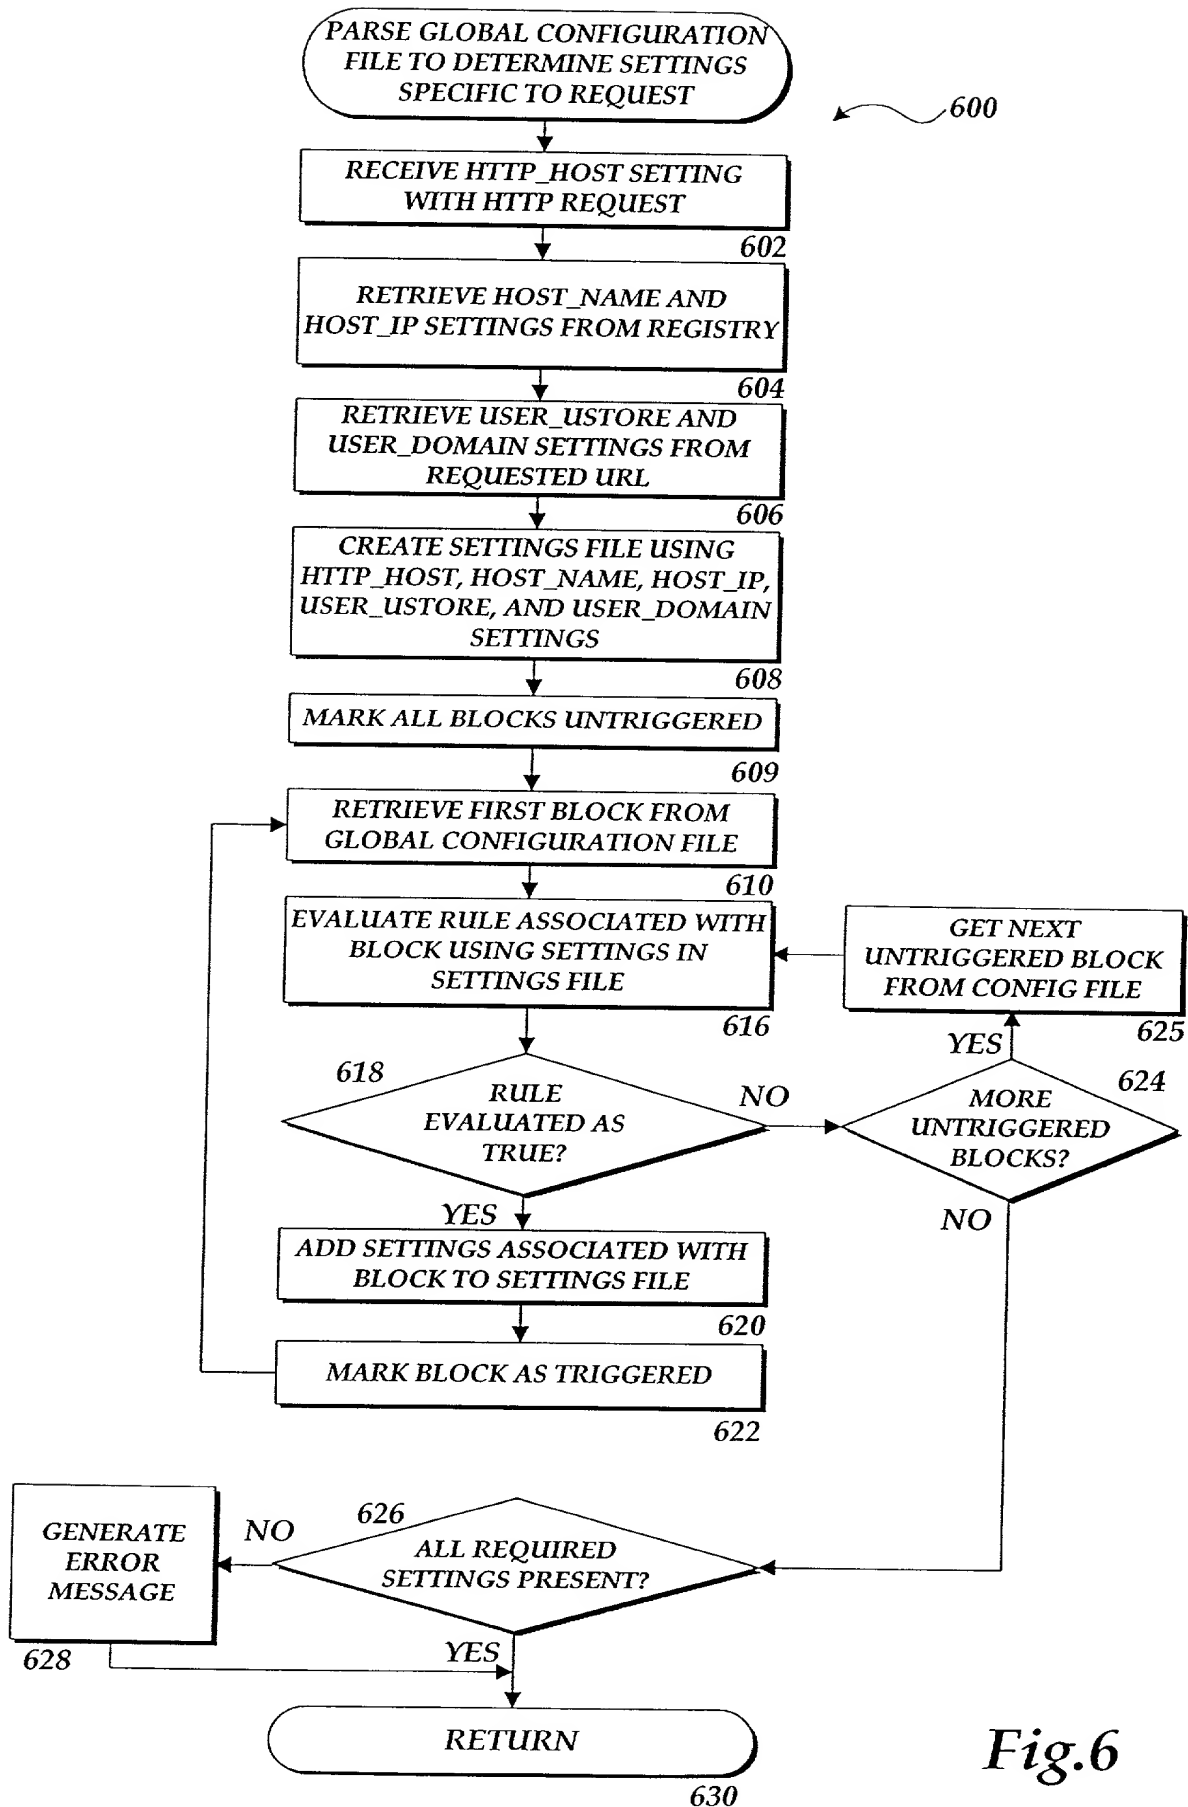 PARSE GLOBAL CONFIGURATION
FILE TO DETERMINE SETTINGS
SPECIFIC TO REQUEST
600
RECEIVE HTTP_HOST SETTING
WITH HTTP REQUEST
602
RETRIEVE HOST_NAME AND
HOST_IP SETTINGS FROM REGISTRY
604
RETRIEVE USER_USTORE AND
USER_DOMAIN SETTINGS FROM
REQUESTED URL
606
CREATE SETTINGS FILE USING
HTTP_HOST, HOST_NAME, HOST_IP,
USER_USTORE, AND USER_DOMAIN
SETTINGS
608
MARK ALL BLOCKS UNTRIGGERED
609
RETRIEVE FIRST BLOCK FROM
GLOBAL CONFIGURATION FILE
610
EVALUATE RULE ASSOCIATED WITH
BLOCK USING SETTINGS IN
SETTINGS FILE
616
GET NEXT
UNTRIGGERED BLOCK
FROM CONFIG FILE
625
YES
618
RULE
EVALUATED AS
TRUE?
NO
624
MORE
UNTRIGGERED
BLOCKS?
NO
YES
ADD SETTINGS ASSOCIATED WITH
BLOCK TO SETTINGS FILE
620
MARK BLOCK AS TRIGGERED
622
626
ALL REQUIRED
SETTINGS PRESENT?
NO
GENERATE
ERROR
MESSAGE
628
YES
RETURN
630
Fig.6